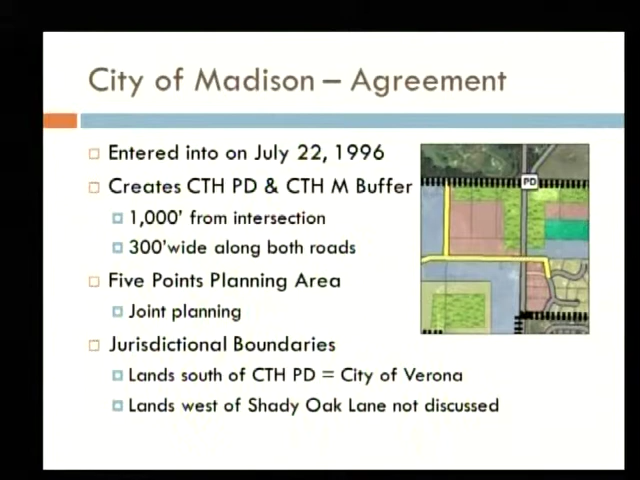 City of Madison – Agreement
Entered into on July 22, 1996
Creates CTH PD & CTH M Buffer
1,000' from intersection
300'wide along both roads
Five Points Planning Area
Joint planning
Jurisdictional Boundaries
Lands south of CTH PD = City of Verona
Lands west of Shady Oak Lane not discussed
PD